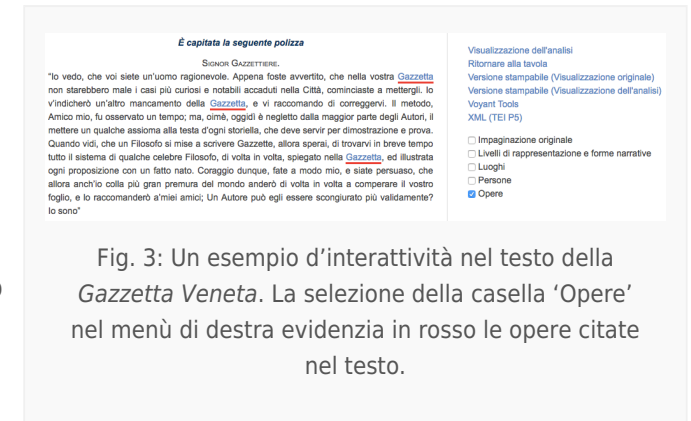 È capitata la seguente polizza
Signor Gazzettiere.
"Io vedo, che voi siete un'uomo ragionevole. Appena foste avvertito, che nella vostra Gazzetta
non starebbero male i casi più curiosi e notabili accaduti nella Città, cominciaste a mettergli. Io
v'indicherò un'altro mancamento della Gazzetta, e vi raccomando di correggervi. Il metodo,
Amico mio, fu osservato un tempo; ma, oimè, oggidì è negletto dalla maggior parte degli Autori, il
mettere un qualche assioma alla testa d'ogni storiella, che deve servir per dimostrazione e prova.
Quando vidi, che un Filosofo si mise a scrivere Gazzette, allora sperai, di trovarvi in breve tempo
tutto il sistema di qualche celebre Filosofo, di volta in volta, spiegato nella Gazzetta, ed illustrata
ogni proposizione con un fatto nato. Coraggio dunque, fate a modo mio, e siate persuaso, che
allora anch'io colla più gran premura del mondo anderò di volta in volta a comperare il vostro
foglio, e lo raccomanderò a'miei amici; Un Autore può egli essere scongiurato più validamente?
Io sono"
Visualizzazione dell'analisi
Ritornare alla tavola
Versione stampabile (Visualizzazione originale)
Versione stampabile (Visualizzazione dell'analisi)
Voyant Tools
XML (TEI P5)
Impaginazione originale
Livelli di rappresentazione e forme narrative
Luoghi
Persone
Opere
Fig. 3: Un esempio d'interattività nel testo della
Gazzetta Veneta. La selezione della casella 'Opere'
nel menù di destra evidenzia in rosso le opere citate
nel testo.